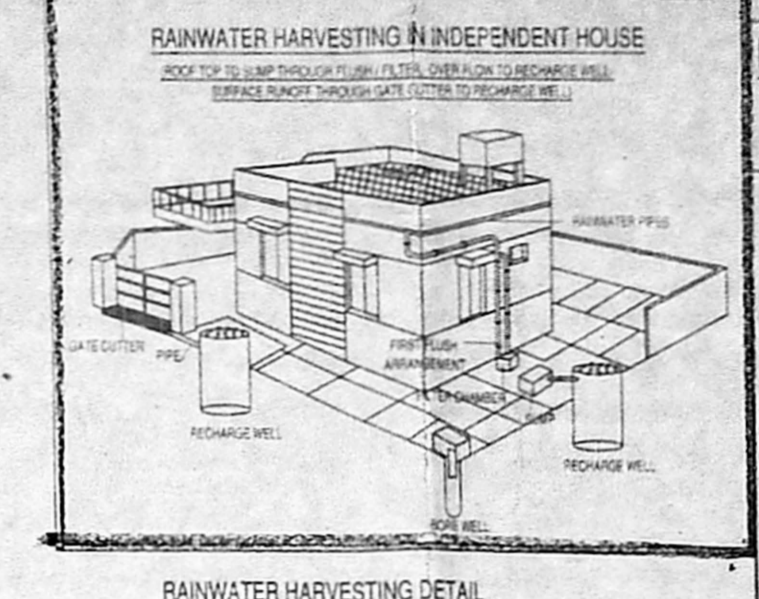 RAINWATER HARVESTING IN INDEPENDENT HOUSE
(ROOF TOP TO SUMP THROUGH FLUSH / FILTER, OVER FLOW TO RECHARGE WELL
SURFACE RUNOFF THROUGH GATE GUTTER TO RECHARGE WELL)
RAINWATER PIPES
GATE GUTTER
PIPE
FIRST FLUSH
ARRANGEMENT
FILTER CHAMBER
SUMP
RECHARGE WELL
RECHARGE WELL
BORE WELL
RAINWATER HARVESTING DETAIL